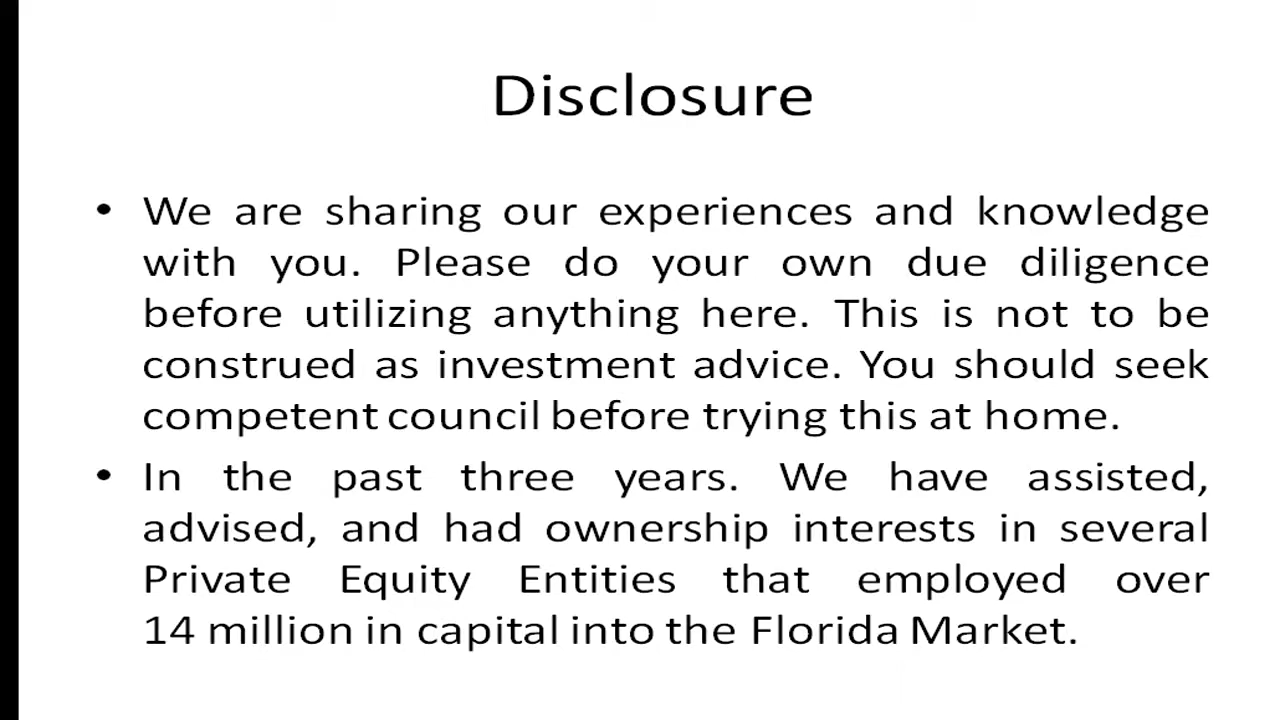 Disclosure
• We are sharing our experiences and knowledge
with you. Please do your own due diligence
before utilizing anything here. This is not to be
construed as investment advice. You should seek
competent council before trying this at home.
• In the past three years. We have assisted,
advised, and had ownership interests in several
Private Equity Entities that employed over
14 million in capital into the Florida Market.